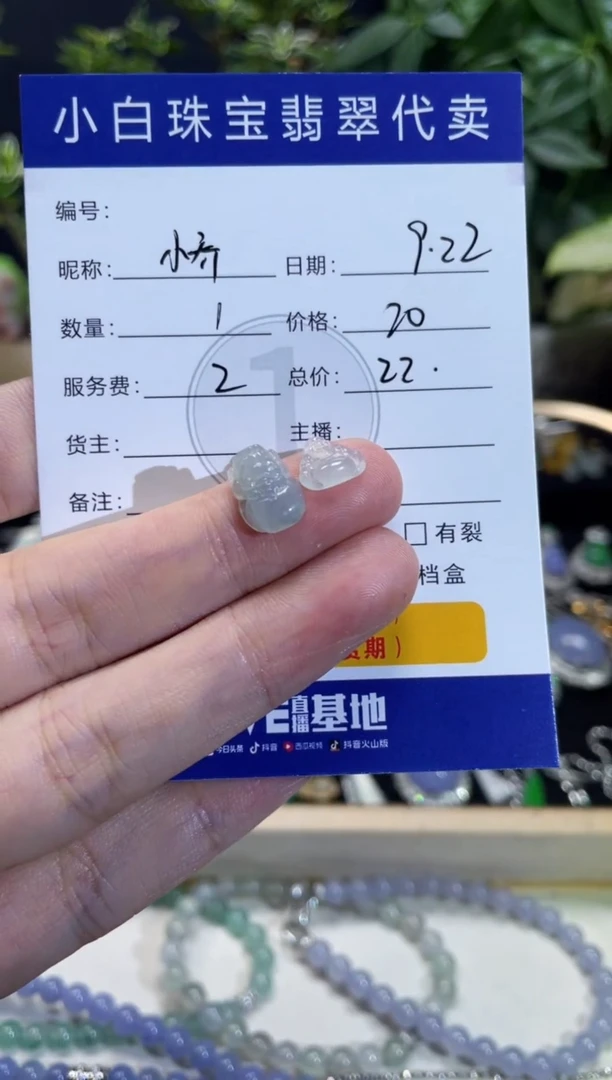 小白珠宝翡翠代卖
编号:
昵称: 小乔 日期: 9.22
数量: 1 价格: 20
服务费: 2 总价: 22.
货主: 主播:
备注:
有裂
档盒
期)
直播基地
今日头条 抖音 西瓜视频 抖音火山版